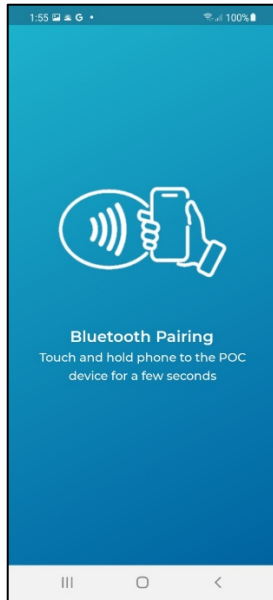 1:55 G •
100%
Bluetooth Pairing
Touch and hold phone to the POC
device for a few seconds